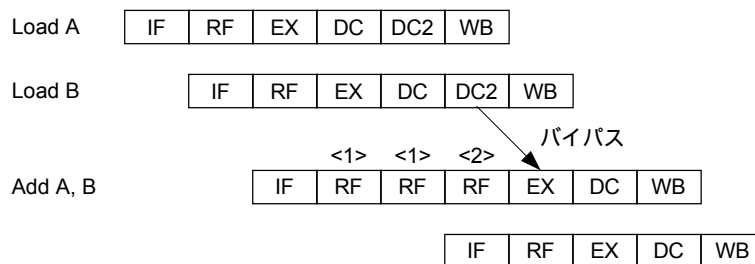 Load A IF RF EX DC DC2 WB
Load B IF RF EX DC DC2 WB
バイパス
<1> <1> <2>
Add A, B IF RF RF RF EX DC WB
IF RF EX DC WB